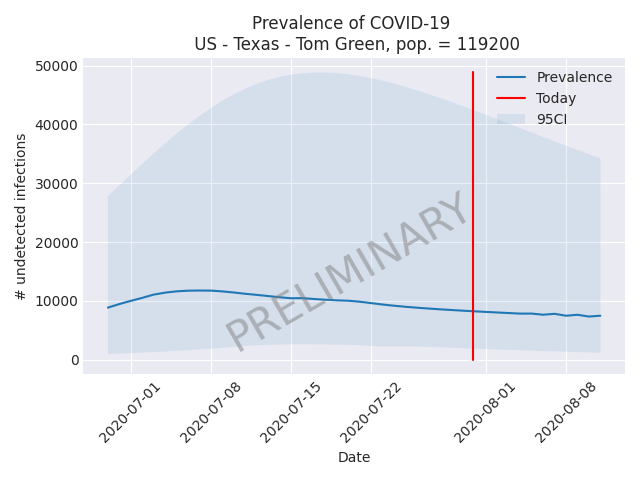 Prevalence of COVID-19
US - Texas - Tom Green, pop. = 119200
50000
40000
30000
20000
10000
0
# undetected infections
Prevalence
Today
95CI
PRELIMINARY
2020-07-01
2020-07-08
2020-07-15
2020-07-22
2020-08-01
2020-08-08
Date